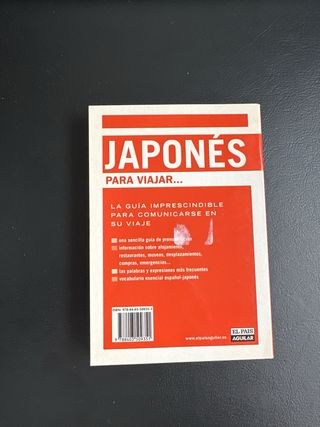 JAPONÉS
PARA VIAJAR...
LA GUÍA IMPRESCINDIBLE
PARA COMUNICARSE EN
SU VIAJE
una sencilla guía de
información sobre alojamiento,
restaurantes, museos, desplazamientos,
compras, emergencias...
las palabras y expresiones más frecuentes
vocabulario esencial español-japonés
EL PAIS
AGUILAR
www.elpaisaguilar.es